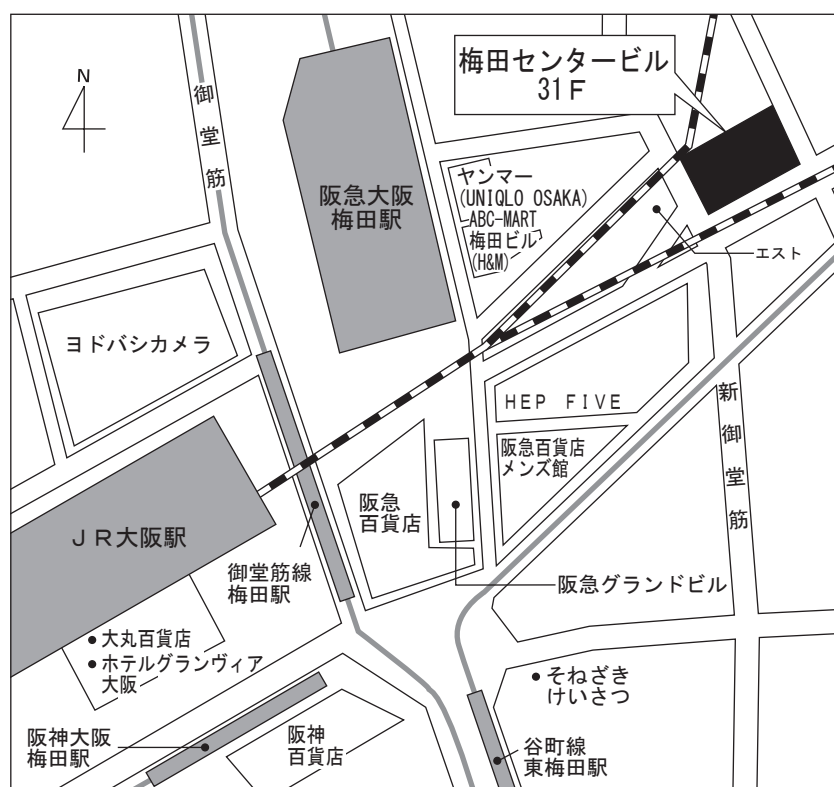 梅田センタービル
31F
N
御堂筋
阪急大阪
梅田駅
ヤンマー
(UNIQLO OSAKA)
ABC-MART
梅田ビル
(H&M)
エスト
ヨドバシカメラ
HEP FIVE
新御堂筋
阪急百貨店
メンズ館
阪急
百貨店
JR大阪駅
御堂筋線
梅田駅
阪急グランドビル
大丸百貨店
ホテルグランヴィア
大阪
そねざき
けいさつ
阪神大阪
梅田駅
阪神
百貨店
谷町線
東梅田駅